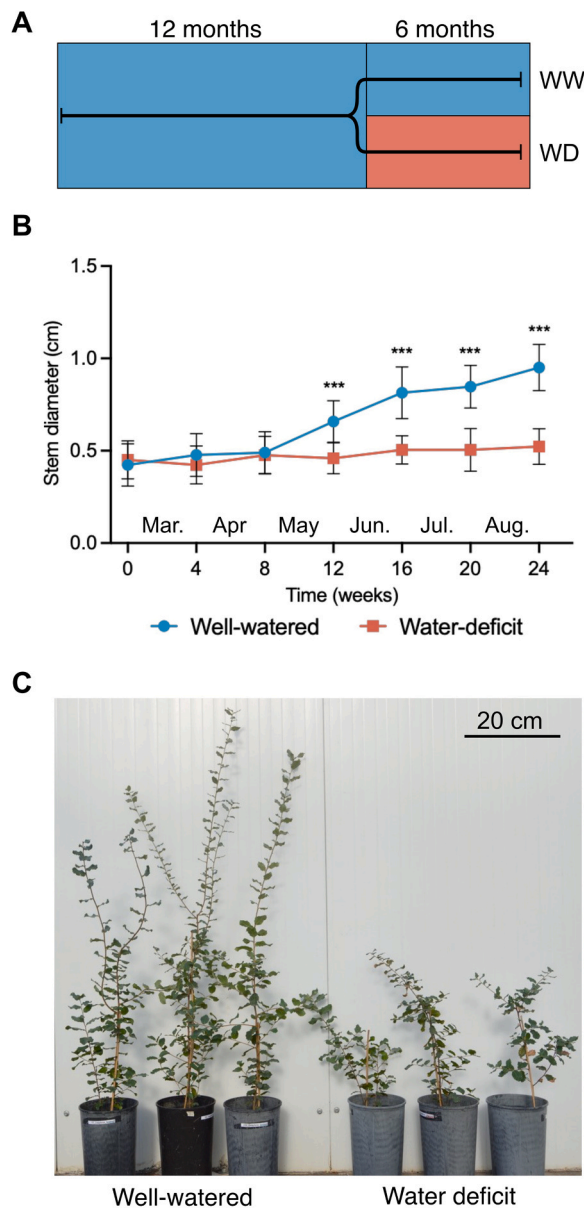 A
12 months 6 months
WW
WD
B
1.5
1.0
0.5
0.0
Stem diameter (cm)
*** *** *** ***
Mar. Apr May Jun. Jul. Aug.
0 4 8 12 16 20 24
Time (weeks)
Well-watered Water-deficit
C
20 cm
Well-watered Water deficit